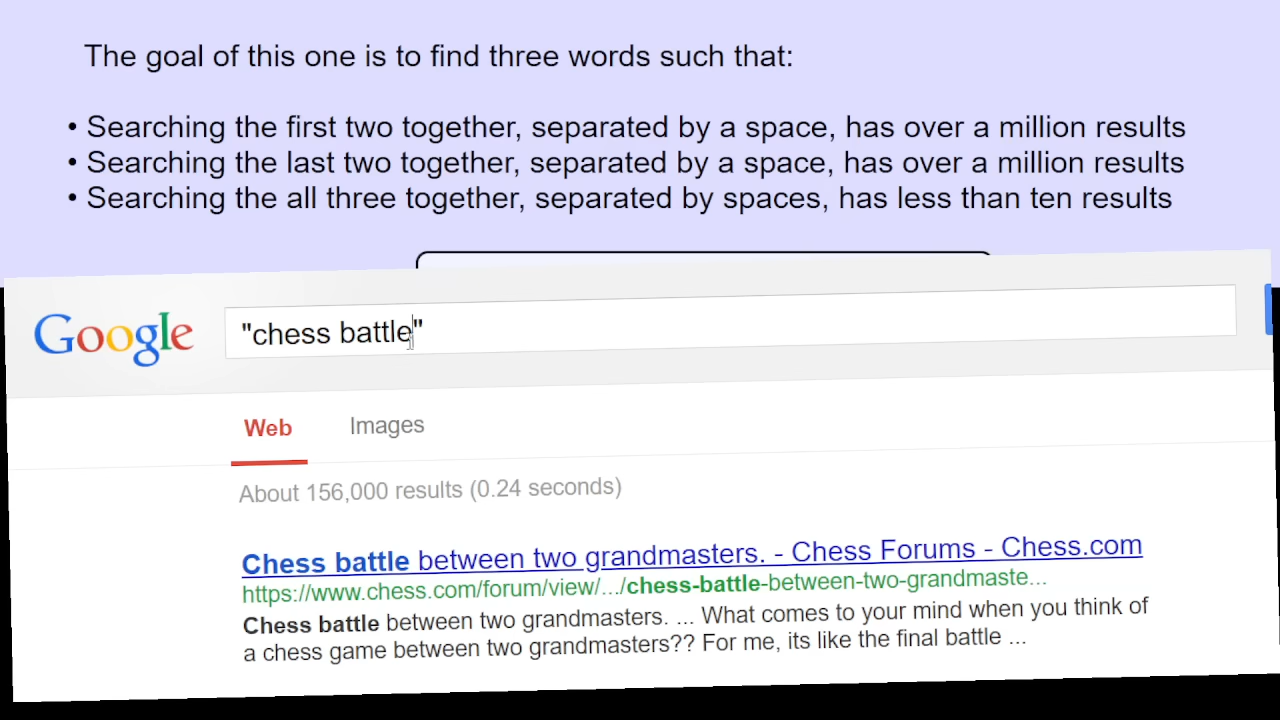 The goal of this one is to find three words such that:
• Searching the first two together, separated by a space, has over a million results
• Searching the last two together, separated by a space, has over a million results
• Searching the all three together, separated by spaces, has less than ten results
Google
"chess battle"
Web Images
About 156,000 results (0.24 seconds)
Chess battle between two grandmasters. - Chess Forums - Chess.com
https://www.chess.com/forum/view/.../chess-battle-between-two-grandmaste...
Chess battle between two grandmasters. ... What comes to your mind when you think of
a chess game between two grandmasters?? For me, its like the final battle ...